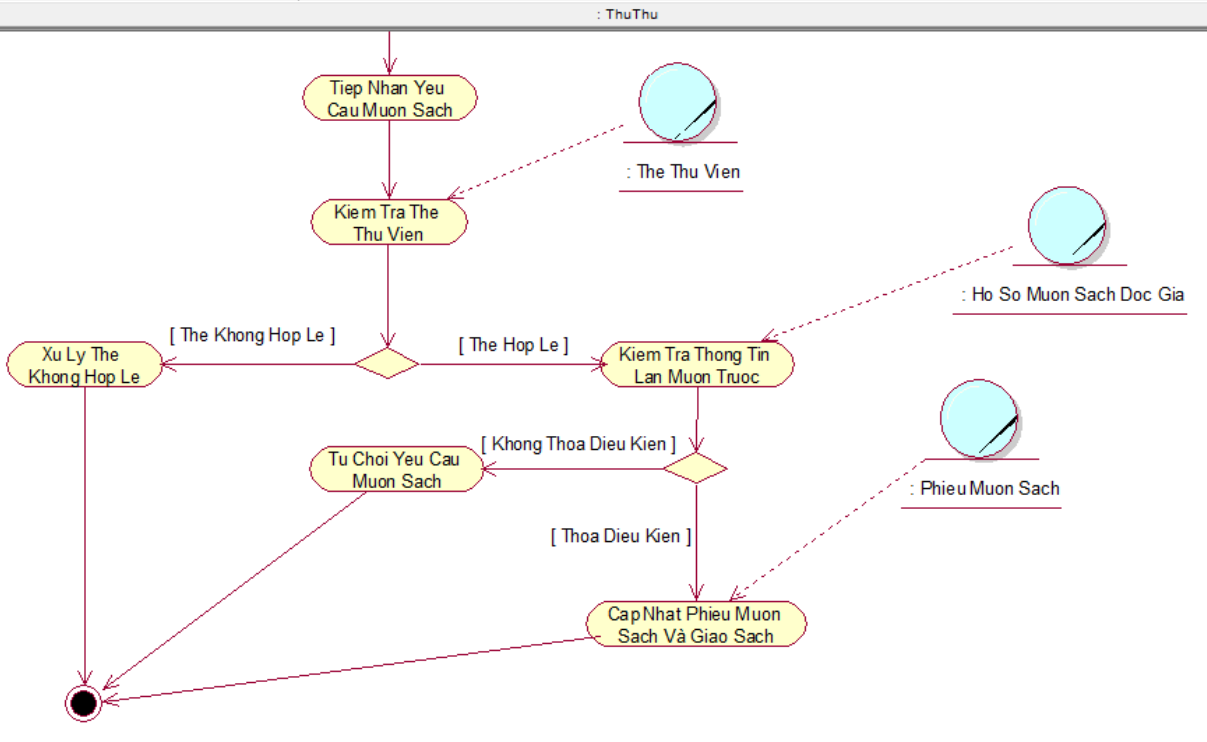 : ThuThu
Tiep Nhan Yeu
Cau Muon Sach
: The Thu Vien
Kiem Tra The
Thu Vien
: Ho So Muon Sach Doc Gia
[ The Khong Hop Le ]
[ The Hop Le ]
Xu Ly The
Khong Hop Le
Kiem Tra Thong Tin
Lan Muon Truoc
[ Khong Thoa Dieu Kien ]
Tu Choi Yeu Cau
Muon Sach
: Phieu Muon Sach
[ Thoa Dieu Kien ]
Cap Nhat Phieu Muon
Sach Và Giao Sach